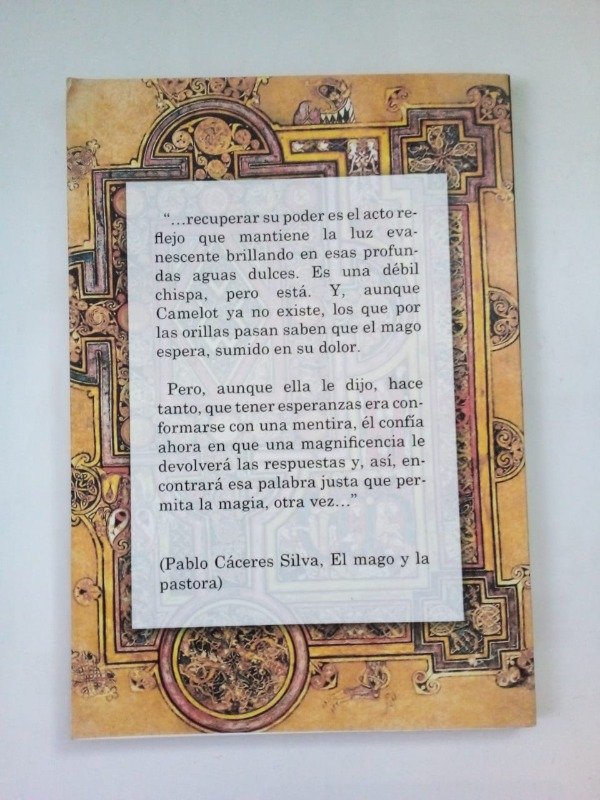 “...recuperar su poder es el acto re-
flejo que mantiene la luz eva-
nescente brillando en esas profun-
das aguas dulces. Es una débil
chispa, pero está. Y, aunque
Camelot ya no existe, los que por
las orillas pasan saben que el mago
espera, sumido en su dolor.
Pero, aunque ella le dijo, hace
tanto, que tener esperanzas era con-
formarse con una mentira, él confía
ahora en que una magnificencia le
devolverá las respuestas y, así, en-
contrará esa palabra justa que per-
mita la magia, otra vez...”
(Pablo Cáceres Silva, El mago y la
pastora)